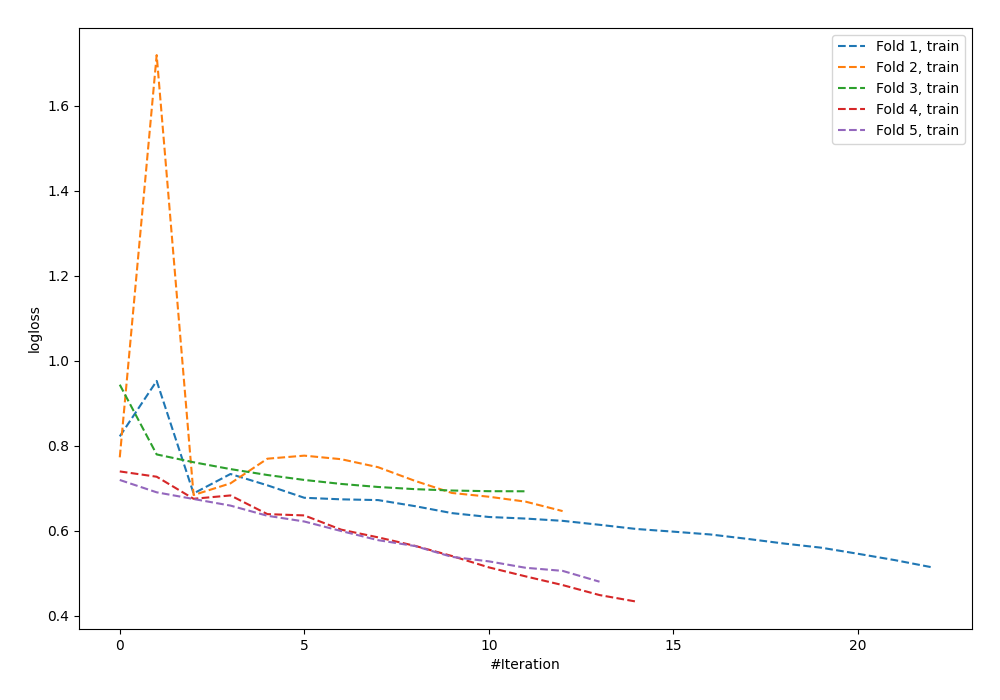 Fold 1, train
Fold 2, train
Fold 3, train
Fold 4, train
Fold 5, train
1.6
1.4
1.2
1.0
0.8
0.6
0.4
logloss
0 5 10 15 20
#Iteration